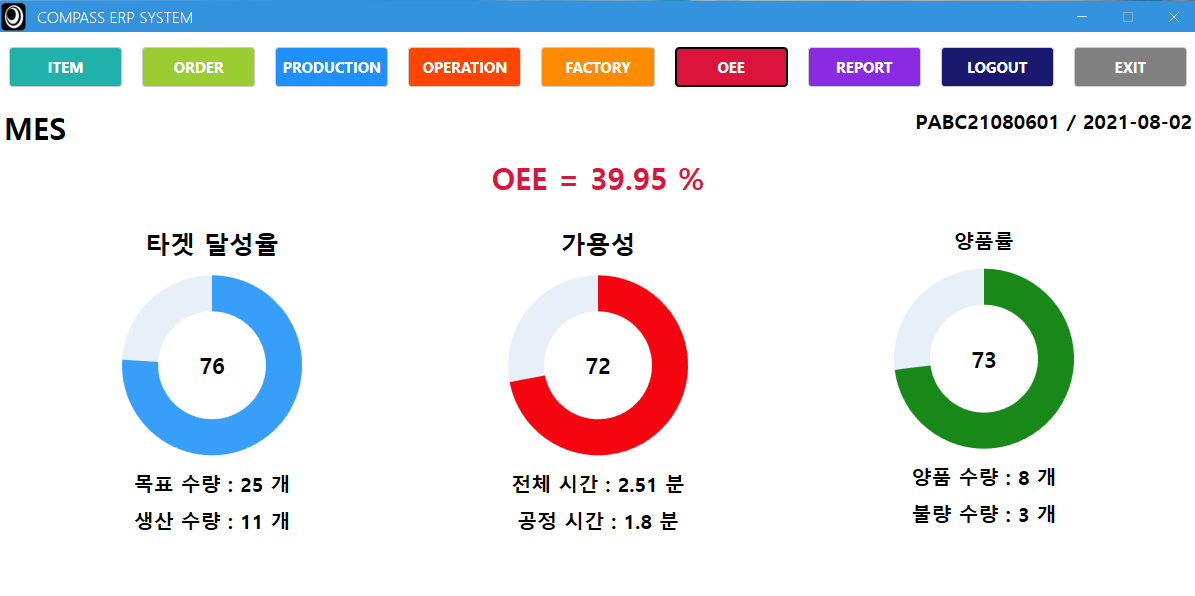 COMPASS ERP SYSTEM
ITEM ORDER PRODUCTION OPERATION FACTORY OEE REPORT LOGOUT EXIT
MES
PABC21080601 / 2021-08-02
OEE = 39.95 %
타겟 달성율
76
목표 수량 : 25 개
생산 수량 : 11 개
가용성
72
전체 시간 : 2.51 분
공정 시간 : 1.8 분
양품률
73
양품 수량 : 8 개
불량 수량 : 3 개